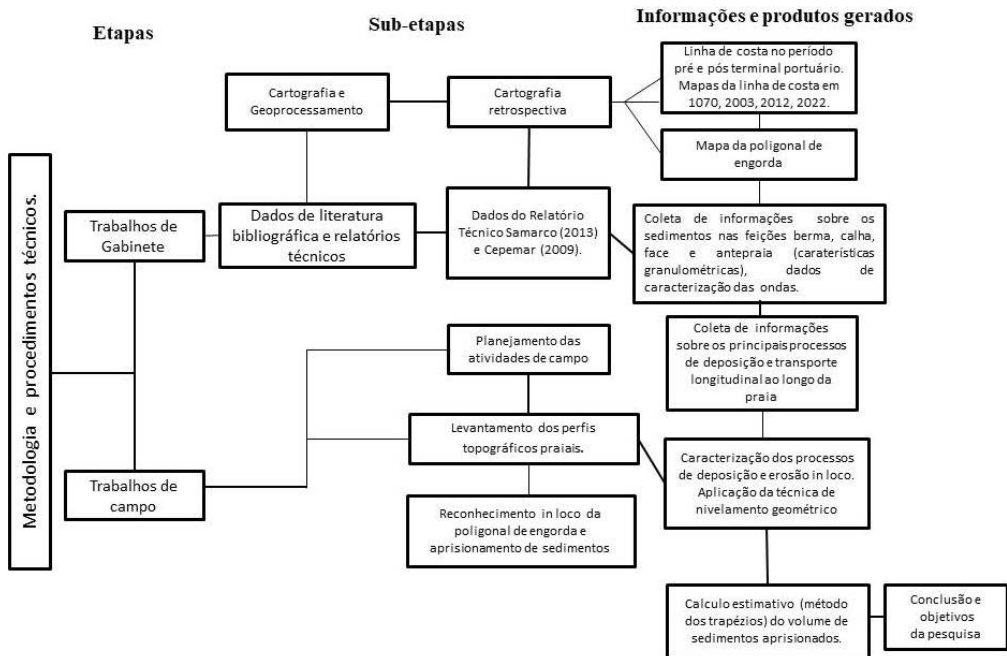 Etapas
Sub-etapas
Informações e produtos gerados
Metodologia e procedimentos técnicos.
Cartografia e
Geoprocessamento
Cartografia
retrospectiva
Linha de costa no período
pré e pós terminal portuário.
Mapas da linha de costa em
1070, 2003, 2012, 2022.
Mapa da poligonal de
engorda
Trabalhos de
Gabinete
Dados de literatura
bibliográfica e relatórios
técnicos
Dados do Relatório
Técnico Samarco (2013)
e Cepemar (2009).
Coleta de informações sobre os
sedimentos nas feições berma, calha,
face e antepraia (caraterísticas
granulométricas), dados de
caracterização das ondas.
Coleta de informações
sobre os principais processos
de deposição e transporte
longitudinal ao longo da
praia
Trabalhos de
campo
Planejamento das
atividades de campo
Levantamento dos perfis
topográficos praiais.
Reconhecimento in loco da
poligonal de engorda e
aprisionamento de sedimentos
Caracterização dos processos
de deposição e erosão in loco.
Aplicação da técnica de
nivelamento geométrico
Calculo estimativo (método
dos trapézios) do volume de
sedimentos aprisionados.
Conclusão e
objetivos
da pesquisa